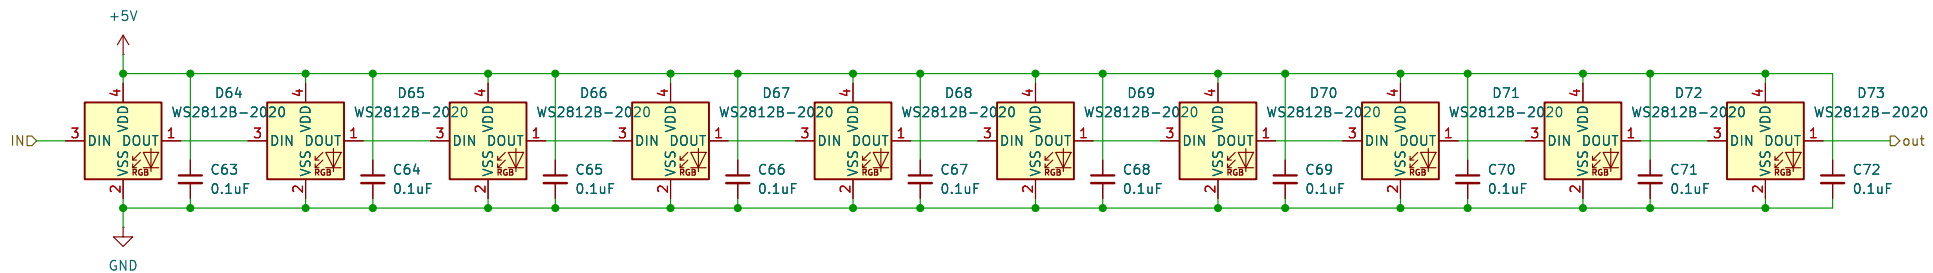 +5V
D64 D65 D66 D67 D68 D69 D70 D71 D72 D73
WS2812B-2020 WS2812B-2020 WS2812B-2020 WS2812B-2020 WS2812B-2020 WS2812B-2020 WS2812B-2020 WS2812B-2020 WS2812B-2020 WS2812B-2020
4 4 4 4 4 4 4 4 4 4
VDD VDD VDD VDD VDD VDD VDD VDD VDD VDD
IN 3 DIN DOUT 1 3 DIN DOUT 1 3 DIN DOUT 1 3 DIN DOUT 1 3 DIN DOUT 1 3 DIN DOUT 1 3 DIN DOUT 1 3 DIN DOUT 1 3 DIN DOUT 1 3 DIN DOUT 1 out
VSS VSS VSS VSS VSS VSS VSS VSS VSS VSS
RGB RGB RGB RGB RGB RGB RGB RGB RGB RGB
C63 C64 C65 C66 C67 C68 C69 C70 C71 C72
0.1uF 0.1uF 0.1uF 0.1uF 0.1uF 0.1uF 0.1uF 0.1uF 0.1uF 0.1uF
2 2 2 2 2 2 2 2 2 2
GND